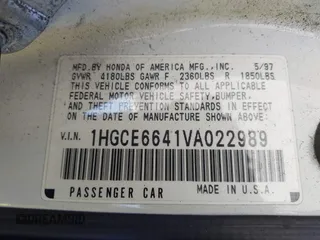 MFD. BY HONDA OF AMERICA MFG., INC. 5/97
GVWR 4180LBS GAWR F 2360LBS R 1850LBS
THIS VEHICLE CONFORMS TO ALL APPLICABLE
FEDERAL MOTOR VEHICLE SAFETY, BUMPER,
AND THEFT PREVENTION STANDARDS IN EFFECT
ON THE DATE OF MANUFACTURE SHOWN ABOVE.
V.I.N. 1HGCE6641VA022989
PASSENGER CAR MADE IN U.S.A.